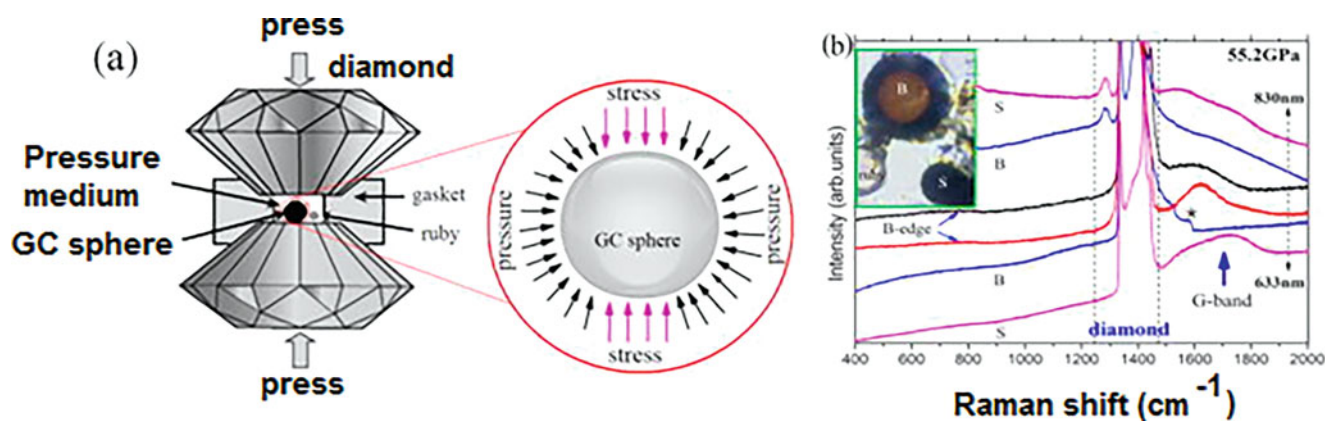 press
(a)
diamond
Pressure
medium
GC sphere
gasket
ruby
press
stress
pressure
GC sphere
pressure
stress
(b)
55.2GPa
B
S
S
830nm
B
B-edge
B
S
633nm
G-band
diamond
Intensity (arb.units)
400 600 800 1000 1200 1400 1600 1800 2000
Raman shift (cm-1)